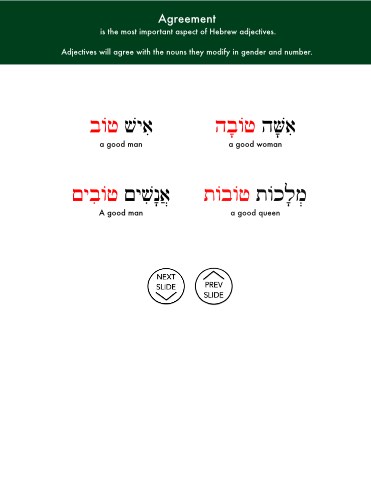 Agreement
is the most important aspect of Hebrew adjectives.
Adjectives will agree with the nouns they modify in gender and number.
אִישׁ טוֹב
a good man
אִשָּׁה טוֹבָה
a good woman
אֲנָשִׁים טוֹבִים
A good man
מְלָכוֹת טוֹבוֹת
a good queen
NEXT
SLIDE
PREV
SLIDE